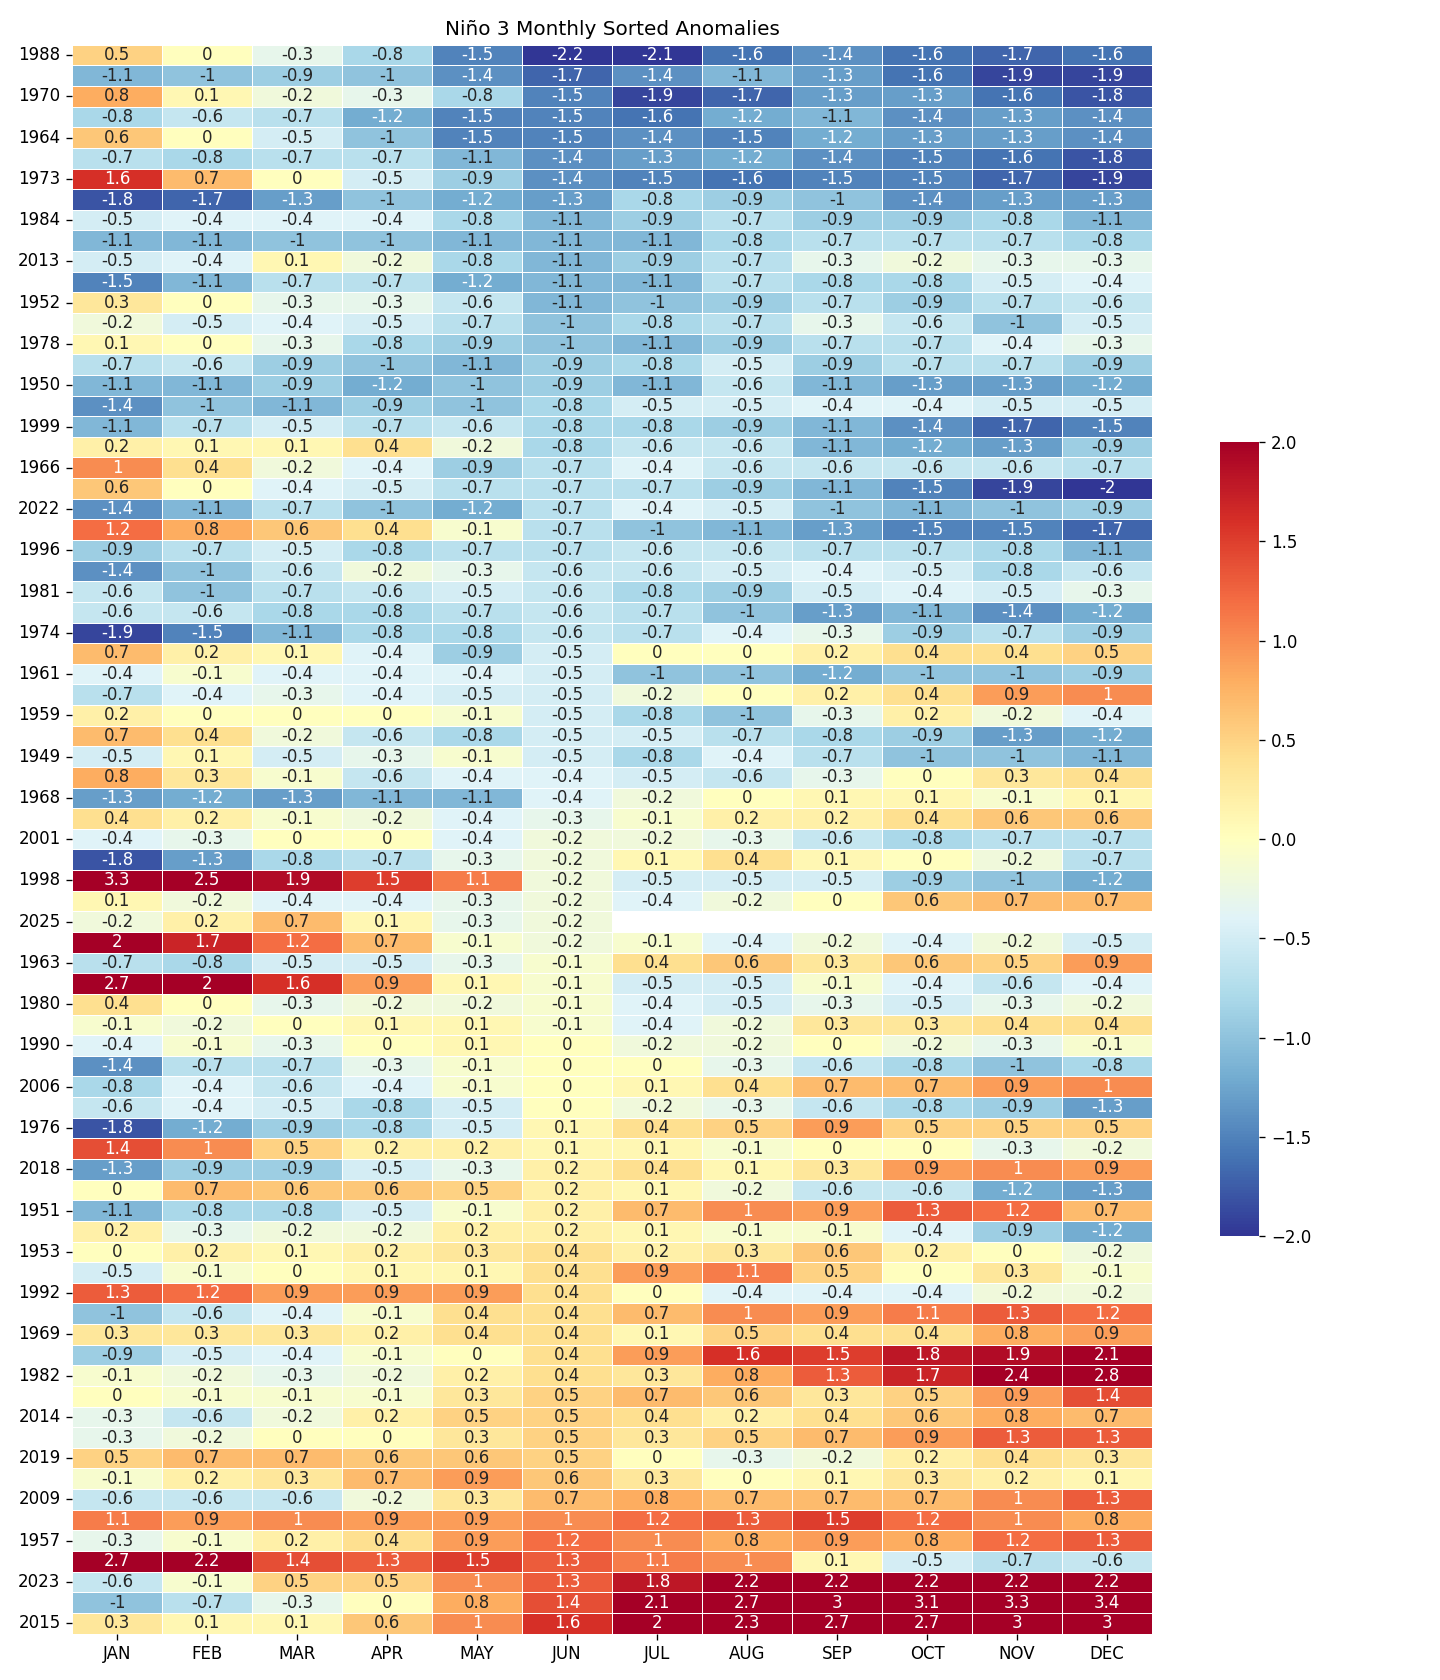 Niño 3 Monthly Sorted Anomalies
1988 0.5 0 -0.3 -0.8 -1.5 -2.2 -2.1 -1.6 -1.4 -1.6 -1.7 -1.6
-1.1 -1 -0.9 -1 -1.4 -1.7 -1.4 -1.1 -1.3 -1.6 -1.9 -1.9
1970 0.8 0.1 -0.2 -0.3 -0.8 -1.5 -1.9 -1.7 -1.3 -1.3 -1.6 -1.8
-0.8 -0.6 -0.7 -1.2 -1.5 -1.5 -1.6 -1.2 -1.1 -1.4 -1.3 -1.4
1964 0.6 0 -0.5 -1 -1.5 -1.5 -1.4 -1.5 -1.2 -1.3 -1.3 -1.4
-0.7 -0.8 -0.7 -0.7 -1.1 -1.4 -1.3 -1.2 -1.4 -1.5 -1.6 -1.8
1973 1.6 0.7 0 -0.5 -0.9 -1.4 -1.5 -1.6 -1.5 -1.5 -1.7 -1.9
-1.8 -1.7 -1.3 -1 -1.2 -1.3 -0.8 -0.9 -1 -1.4 -1.3 -1.3
1984 -0.5 -0.4 -0.4 -0.4 -0.8 -1.1 -0.9 -0.7 -0.9 -0.9 -0.8 -1.1
-1.1 -1.1 -1 -1 -1.1 -1.1 -1.1 -0.8 -0.7 -0.7 -0.7 -0.8
2013 -0.5 -0.4 0.1 -0.2 -0.8 -1.1 -0.9 -0.7 -0.3 -0.2 -0.3 -0.3
-1.5 -1.1 -0.7 -0.7 -1.2 -1.1 -1.1 -0.7 -0.8 -0.8 -0.5 -0.4
1952 0.3 0 -0.3 -0.3 -0.6 -1.1 -1 -0.9 -0.7 -0.9 -0.7 -0.6
-0.2 -0.5 -0.4 -0.5 -0.7 -1 -0.8 -0.7 -0.3 -0.6 -1 -0.5
1978 0.1 0 -0.3 -0.8 -0.9 -1 -1.1 -0.9 -0.7 -0.7 -0.4 -0.3
-0.7 -0.6 -0.9 -1 -1.1 -0.9 -0.8 -0.5 -0.9 -0.7 -0.7 -0.9
1950 -1.1 -1.1 -0.9 -1.2 -1 -0.9 -1.1 -0.6 -1.1 -1.3 -1.3 -1.2
-1.4 -1 -1.1 -0.9 -1 -0.8 -0.5 -0.5 -0.4 -0.4 -0.5 -0.5
1999 -1.1 -0.7 -0.5 -0.7 -0.6 -0.8 -0.8 -0.9 -1.1 -1.4 -1.7 -1.5
0.2 0.1 0.1 0.4 -0.2 -0.8 -0.6 -0.6 -1.1 -1.2 -1.3 -0.9
1966 1 0.4 -0.2 -0.4 -0.9 -0.7 -0.4 -0.6 -0.6 -0.6 -0.6 -0.7
0.6 0 -0.4 -0.5 -0.7 -0.7 -0.7 -0.9 -1.1 -1.5 -1.9 -2
2022 -1.4 -1.1 -0.7 -1 -1.2 -0.7 -0.4 -0.5 -1 -1.1 -1 -0.9
1.2 0.8 0.6 0.4 -0.1 -0.7 -1 -1.1 -1.3 -1.5 -1.5 -1.7
1996 -0.9 -0.7 -0.5 -0.8 -0.7 -0.7 -0.6 -0.6 -0.7 -0.7 -0.8 -1.1
-1.4 -1 -0.6 -0.2 -0.3 -0.6 -0.6 -0.5 -0.4 -0.5 -0.8 -0.6
1981 -0.6 -1 -0.7 -0.6 -0.5 -0.6 -0.8 -0.9 -0.5 -0.4 -0.5 -0.3
-0.6 -0.6 -0.8 -0.8 -0.7 -0.6 -0.7 -1 -1.3 -1.1 -1.4 -1.2
1974 -1.9 -1.5 -1.1 -0.8 -0.8 -0.6 -0.7 -0.4 -0.3 -0.9 -0.7 -0.9
0.7 0.2 0.1 -0.4 -0.9 -0.5 0 0 0.2 0.4 0.4 0.5
1961 -0.4 -0.1 -0.4 -0.4 -0.4 -0.5 -1 -1 -1.2 -1 -1 -0.9
-0.7 -0.4 -0.3 -0.4 -0.5 -0.5 -0.2 0 0.2 0.4 0.9 1
1959 0.2 0 0 0 -0.1 -0.5 -0.8 -1 -0.3 0.2 -0.2 -0.4
0.7 0.4 -0.2 -0.6 -0.8 -0.5 -0.5 -0.7 -0.8 -0.9 -1.3 -1.2
1949 -0.5 0.1 -0.5 -0.3 -0.1 -0.5 -0.8 -0.4 -0.7 -1 -1 -1.1
0.8 0.3 -0.1 -0.6 -0.4 -0.4 -0.5 -0.6 -0.3 0 0.3 0.4
1968 -1.3 -1.2 -1.3 -1.1 -1.1 -0.4 -0.2 0 0.1 0.1 -0.1 0.1
0.4 0.2 -0.1 -0.2 -0.4 -0.3 -0.1 0.2 0.2 0.4 0.6 0.6
2001 -0.4 -0.3 0 0 -0.4 -0.2 -0.2 -0.3 -0.6 -0.8 -0.7 -0.7
-1.8 -1.3 -0.8 -0.7 -0.3 -0.2 0.1 0.4 0.1 0 -0.2 -0.7
1998 3.3 2.5 1.9 1.5 1.1 -0.2 -0.5 -0.5 -0.5 -0.9 -1 -1.2
0.1 -0.2 -0.4 -0.4 -0.3 -0.2 -0.4 -0.2 0 0.6 0.7 0.7
2025 -0.2 0.2 0.7 0.1 -0.3 -0.2
2 1.7 1.2 0.7 -0.1 -0.2 -0.1 -0.4 -0.2 -0.4 -0.2 -0.5
1963 -0.7 -0.8 -0.5 -0.5 -0.3 -0.1 0.4 0.6 0.3 0.6 0.5 0.9
2.7 2 1.6 0.9 0.1 -0.1 -0.5 -0.5 -0.1 -0.4 -0.6 -0.4
1980 0.4 0 -0.3 -0.2 -0.2 -0.1 -0.4 -0.5 -0.3 -0.5 -0.3 -0.2
-0.1 -0.2 0 0.1 0.1 -0.1 -0.4 -0.2 0.3 0.3 0.4 0.4
1990 -0.4 -0.1 -0.3 0 0.1 0 -0.2 -0.2 0 -0.2 -0.3 -0.1
-1.4 -0.7 -0.7 -0.3 -0.1 0 0 -0.3 -0.6 -0.8 -1 -0.8
2006 -0.8 -0.4 -0.6 -0.4 -0.1 0 0.1 0.4 0.7 0.7 0.9 1
-0.6 -0.4 -0.5 -0.8 -0.5 0 -0.2 -0.3 -0.6 -0.8 -0.9 -1.3
1976 -1.8 -1.2 -0.9 -0.8 -0.5 0.1 0.4 0.5 0.9 0.5 0.5 0.5
1.4 1 0.5 0.2 0.2 0.1 0.1 -0.1 0 0 -0.3 -0.2
2018 -1.3 -0.9 -0.9 -0.5 -0.3 0.2 0.4 0.1 0.3 0.9 1 0.9
0 0.7 0.6 0.6 0.5 0.2 0.1 -0.2 -0.6 -0.6 -1.2 -1.3
1951 -1.1 -0.8 -0.8 -0.5 -0.1 0.2 0.7 1 0.9 1.3 1.2 0.7
0.2 -0.3 -0.2 -0.2 0.2 0.2 0.1 -0.1 -0.1 -0.4 -0.9 -1.2
1953 0 0.2 0.1 0.2 0.3 0.4 0.2 0.3 0.6 0.2 0 -0.2
-0.5 -0.1 0 0.1 0.1 0.4 0.9 1.1 0.5 0 0.3 -0.1
1992 1.3 1.2 0.9 0.9 0.9 0.4 0 -0.4 -0.4 -0.4 -0.2 -0.2
-1 -0.6 -0.4 -0.1 0.4 0.4 0.7 1 0.9 1.1 1.3 1.2
1969 0.3 0.3 0.3 0.2 0.4 0.4 0.1 0.5 0.4 0.4 0.8 0.9
-0.9 -0.5 -0.4 -0.1 0 0.4 0.9 1.6 1.5 1.8 1.9 2.1
1982 -0.1 -0.2 -0.3 -0.2 0.2 0.4 0.3 0.8 1.3 1.7 2.4 2.8
0 -0.1 -0.1 -0.1 0.3 0.5 0.7 0.6 0.3 0.5 0.9 1.4
2014 -0.3 -0.6 -0.2 0.2 0.5 0.5 0.4 0.2 0.4 0.6 0.8 0.7
-0.3 -0.2 0 0 0.3 0.5 0.3 0.5 0.7 0.9 1.3 1.3
2019 0.5 0.7 0.7 0.6 0.6 0.5 0 -0.3 -0.2 0.2 0.4 0.3
-0.1 0.2 0.3 0.7 0.9 0.6 0.3 0 0.1 0.3 0.2 0.1
2009 -0.6 -0.6 -0.6 -0.2 0.3 0.7 0.8 0.7 0.7 0.7 1 1.3
1.1 0.9 1 0.9 0.9 1 1.2 1.3 1.5 1.2 1 0.8
1957 -0.3 -0.1 0.2 0.4 0.9 1.2 1 0.8 0.9 0.8 1.2 1.3
2.7 2.2 1.4 1.3 1.5 1.3 1.1 1 0.1 -0.5 -0.7 -0.6
2023 -0.6 -0.1 0.5 0.5 1 1.3 1.8 2.2 2.2 2.2 2.2 2.2
-1 -0.7 -0.3 0 0.8 1.4 2.1 2.7 3 3.1 3.3 3.4
2015 0.3 0.1 0.1 0.6 1 1.6 2 2.3 2.7 2.7 3 3
JAN FEB MAR APR MAY JUN JUL AUG SEP OCT NOV DEC
2.0
1.5
1.0
0.5
0.0
−0.5
−1.0
−1.5
−2.0